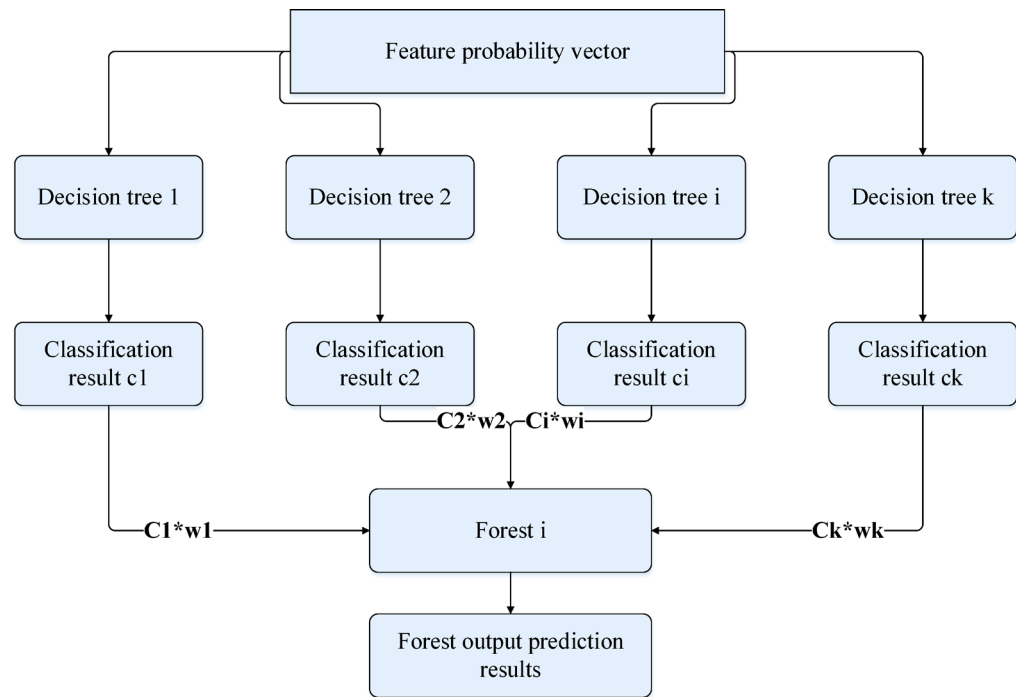 Feature probability vector
Decision tree 1
Decision tree 2
Decision tree i
Decision tree k
Classification
result c1
Classification
result c2
Classification
result ci
Classification
result ck
C2*w2
Ci*wi
C1*w1
Forest i
Ck*wk
Forest output prediction
results